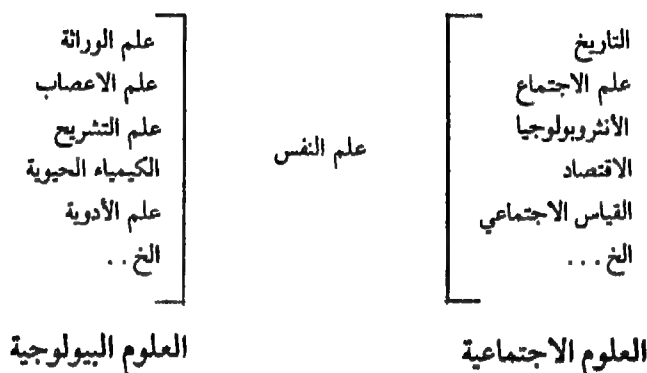 التاريخ
علم الاجتماع
الأنثروبولوجيا
الاقتصاد
القياس الاجتماعي
الخ . . .
العلوم الاجتماعية
علم النفس
علم الوراثة
علم الاعصاب
علم التشريح
الكيمياء الحيوية
علم الأدوية
الخ . .
العلوم البيولوجية